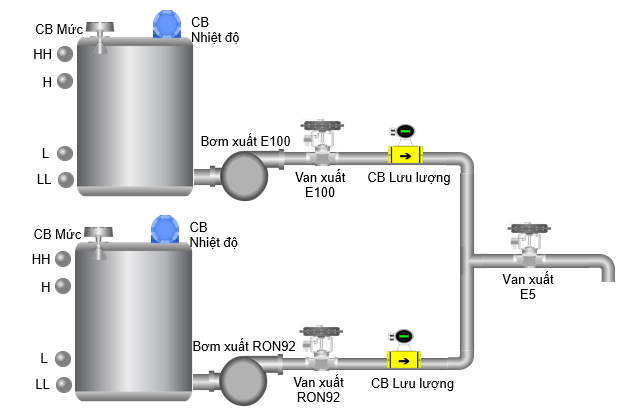 CB Mức
CB
Nhiệt độ
HH
H
L
LL
Bơm xuất E100
Van xuất
E100
CB Lưu lượng
CB Mức
CB
Nhiệt độ
HH
H
L
LL
Bơm xuất RON92
Van xuất
RON92
CB Lưu lượng
Van xuất
E5